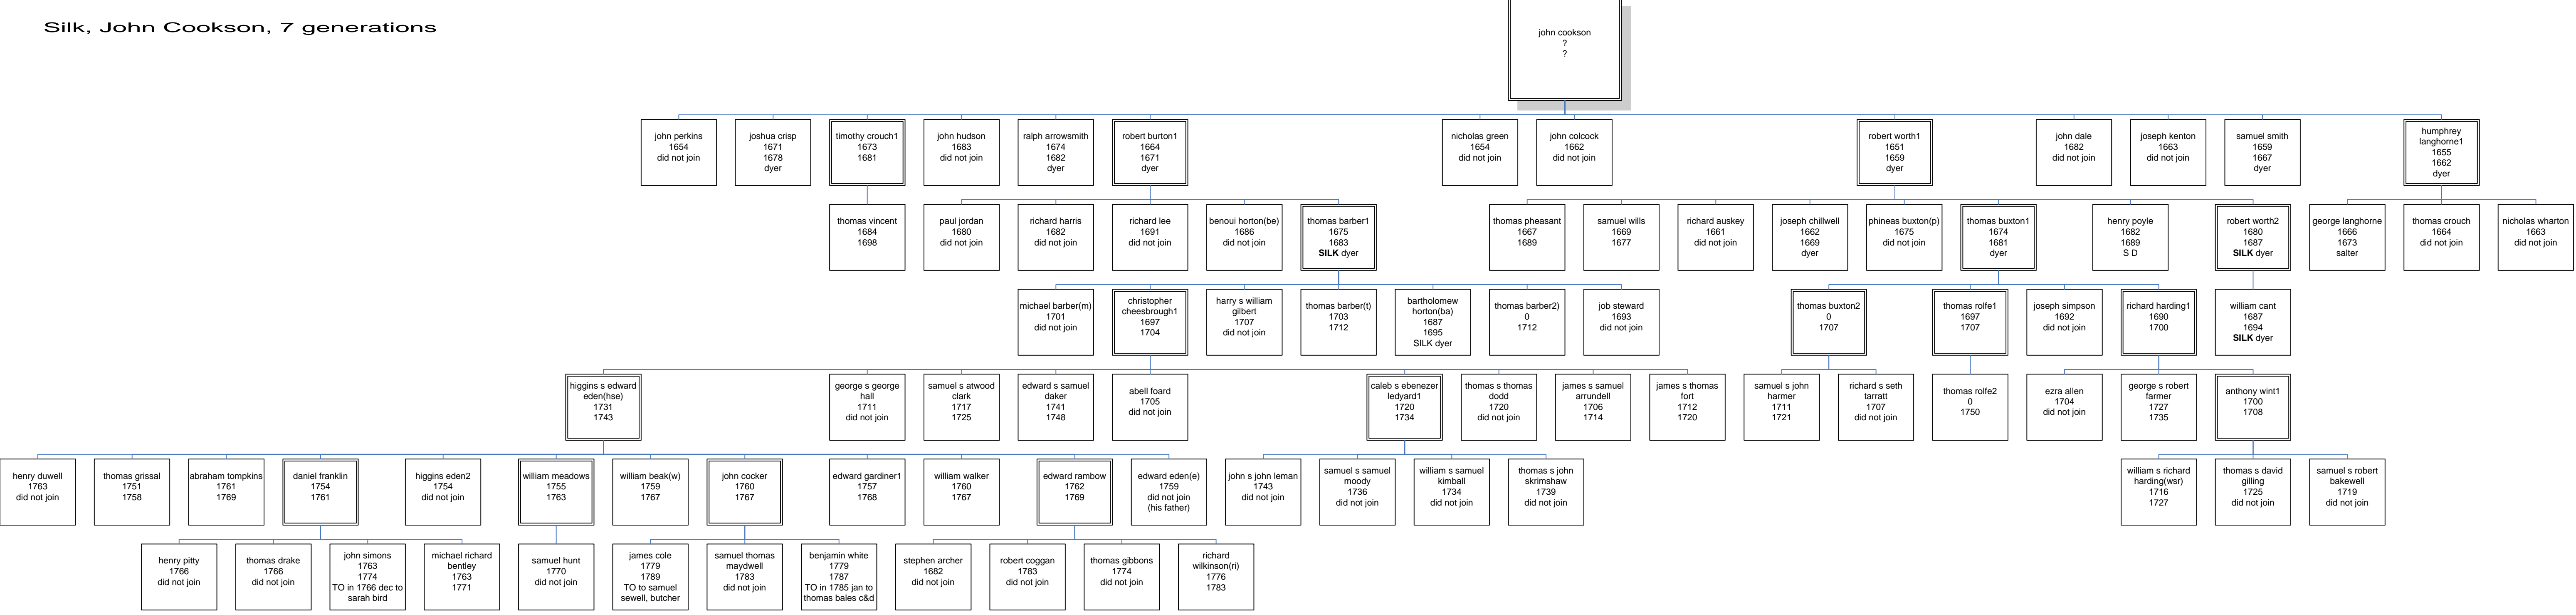 Silk, John Cookson, 7 generations
john cookson
?
?
john perkins
1654
did not join
joshua crisp
1671
1678
dyer
timothy crouch1
1673
1681
john hudson
1683
did not join
ralph arrowsmith
1674
1682
dyer
robert burton1
1664
1671
dyer
nicholas green
1654
did not join
john colcock
1662
did not join
robert worth1
1651
1659
dyer
john dale
1682
did not join
joseph kenton
1663
did not join
samuel smith
1659
1667
dyer
humphrey
langhorne1
1655
1662
dyer
thomas vincent
1684
1698
paul jordan
1680
did not join
richard harris
1682
did not join
richard lee
1691
did not join
benoui horton(be)
1686
did not join
thomas barber1
1675
1683
SILK dyer
thomas pheasant
1667
1689
samuel wills
1669
1677
richard auskey
1661
did not join
joseph chillwell
1662
1669
dyer
phineas buxton(p)
1675
did not join
thomas buxton1
1674
1681
dyer
henry poyle
1682
1689
S D
robert worth2
1680
1687
SILK dyer
george langhorne
1666
1673
salter
thomas crouch
1664
did not join
nicholas wharton
1663
did not join
michael barber(m)
1701
did not join
christopher
cheesbrough1
1697
1704
harry s william
gilbert
1707
did not join
thomas barber(t)
1703
1712
bartholomew
horton(ba)
1687
1695
SILK dyer
thomas barber2)
0
1712
job steward
1693
did not join
thomas buxton2
0
1707
thomas rolfe1
1697
1707
joseph simpson
1692
did not join
richard harding1
1690
1700
william cant
1687
1694
SILK dyer
higgins s edward
eden(hse)
1731
1743
george s george
hall
1711
did not join
samuel s atwood
clark
1717
1725
edward s samuel
daker
1741
1748
abell foard
1705
did not join
caleb s ebenezer
ledyard1
1720
1734
thomas s thomas
dodd
1720
did not join
james s samuel
arrundell
1706
1714
james s thomas
fort
1712
1720
samuel s john
harmer
1711
1721
richard s seth
tarratt
1707
did not join
thomas rolfe2
0
1750
ezra allen
1704
did not join
george s robert
farmer
1727
1735
anthony wint1
1700
1708
henry duwell
1763
did not join
thomas grissal
1751
1758
abraham tompkins
1761
1769
daniel franklin
1754
1761
higgins eden2
1754
did not join
william meadows
1755
1763
william beak(w)
1759
1767
john cocker
1760
1767
edward gardiner1
1757
1768
william walker
1760
1767
edward rambow
1762
1769
edward eden(e)
1759
did not join
(his father)
john s john leman
1743
did not join
samuel s samuel
moody
1736
did not join
william s samuel
kimball
1734
did not join
thomas s john
skrimshaw
1739
did not join
william s richard
harding(wsr)
1716
1727
thomas s david
gilling
1725
did not join
samuel s robert
bakewell
1719
did not join
henry pitty
1766
did not join
thomas drake
1766
did not join
john simons
1763
1774
TO in 1766 dec to
sarah bird
michael richard
bentley
1763
1771
samuel hunt
1770
did not join
james cole
1779
1789
TO to samuel
sewell, butcher
samuel thomas
maydwell
1783
did not join
benjamin white
1779
1787
TO in 1785 jan to
thomas bales c&d
stephen archer
1682
did not join
robert coggan
1783
did not join
thomas gibbons
1774
did not join
richard
wilkinson(ri)
1776
1783